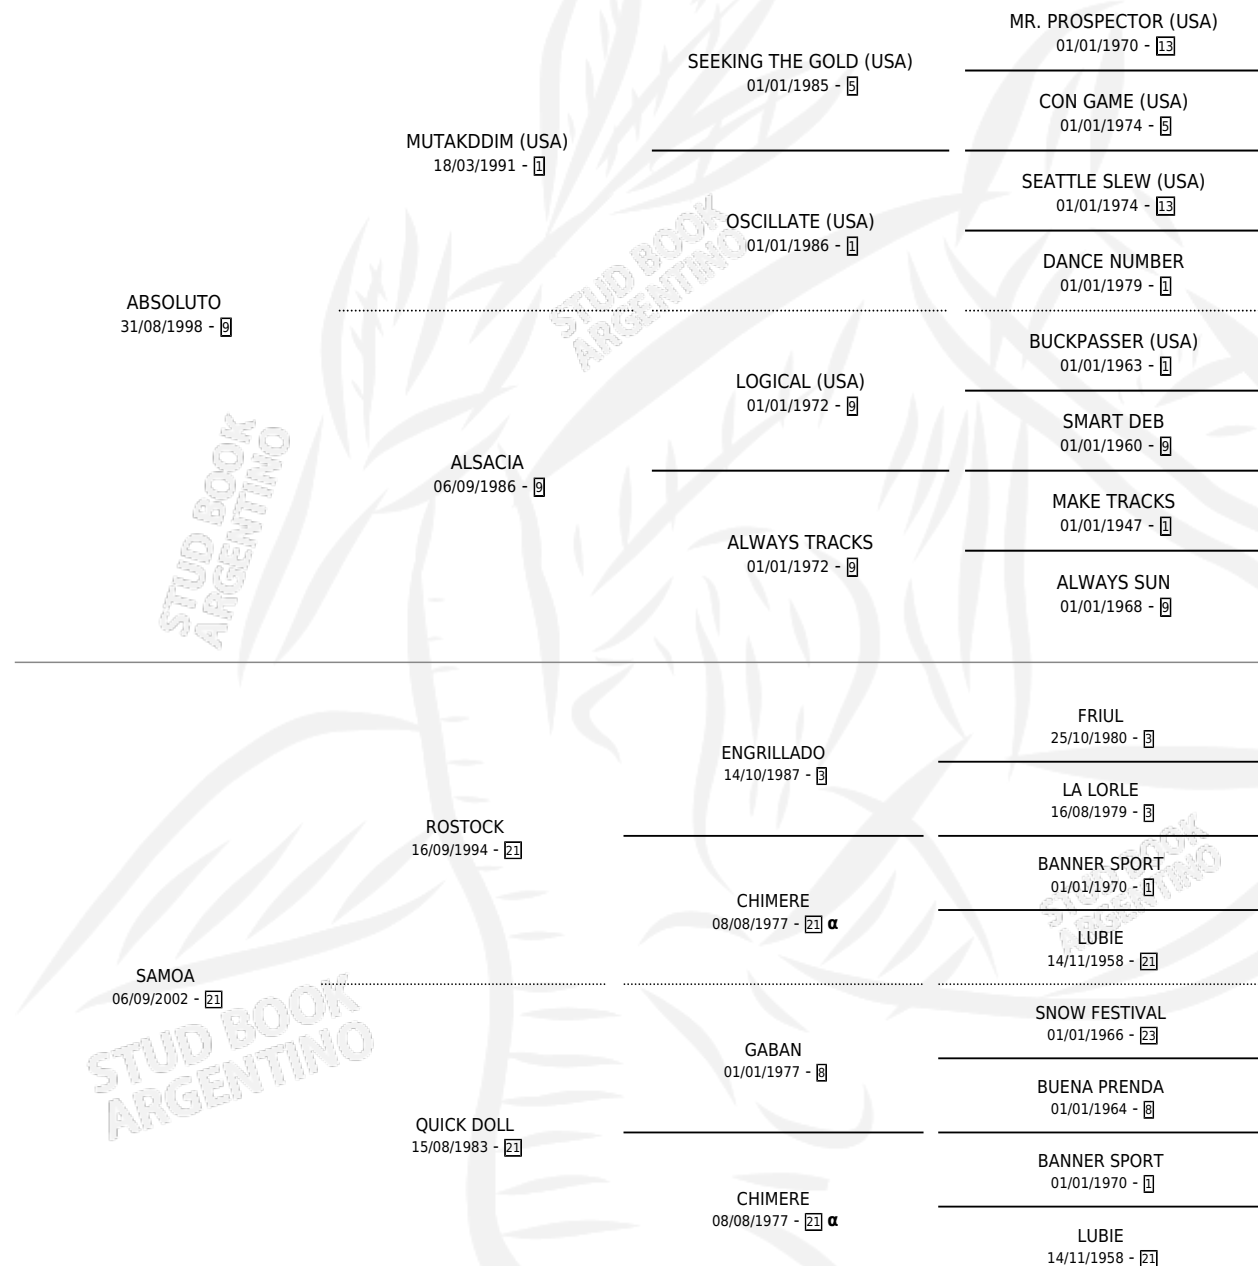 MR. PROSPECTOR (USA)
01/01/1970 - 13
SEEKING THE GOLD (USA)
01/01/1985 - 5
CON GAME (USA)
01/01/1974 - 5
MUTAKDDIM (USA)
18/03/1991 - 1
SEATTLE SLEW (USA)
01/01/1974 - 13
OSCILLATE (USA)
01/01/1986 - 1
DANCE NUMBER
01/01/1979 - 1
STUD BOOK
ARGENTINO
ABSOLUTO
31/08/1998 - 9
BUCKPASSER (USA)
01/01/1963 - 1
LOGICAL (USA)
01/01/1972 - 9
SMART DEB
01/01/1960 - 9
ALSACIA
06/09/1986 - 9
MAKE TRACKS
01/01/1947 - 1
ALWAYS TRACKS
01/01/1972 - 9
ALWAYS SUN
01/01/1968 - 9
STUD BOOK
ARGENTINO
FRIUL
25/10/1980 - 3
ENGRILLADO
14/10/1987 - 3
LA LORLE
16/08/1979 - 3
ROSTOCK
16/09/1994 - 21
BANNER SPORT
01/01/1970 - 1
CHIMERE
08/08/1977 - 21 α
LUBIE
14/11/1958 - 21
STUD BOOK
ARGENTINO
SAMOA
06/09/2002 - 21
SNOW FESTIVAL
01/01/1966 - 23
GABAN
01/01/1977 - 8
BUENA PRENDA
01/01/1964 - 8
STUD BOOK
ARGENTINO
QUICK DOLL
15/08/1983 - 21
BANNER SPORT
01/01/1970 - 1
CHIMERE
08/08/1977 - 21 α
LUBIE
14/11/1958 - 21